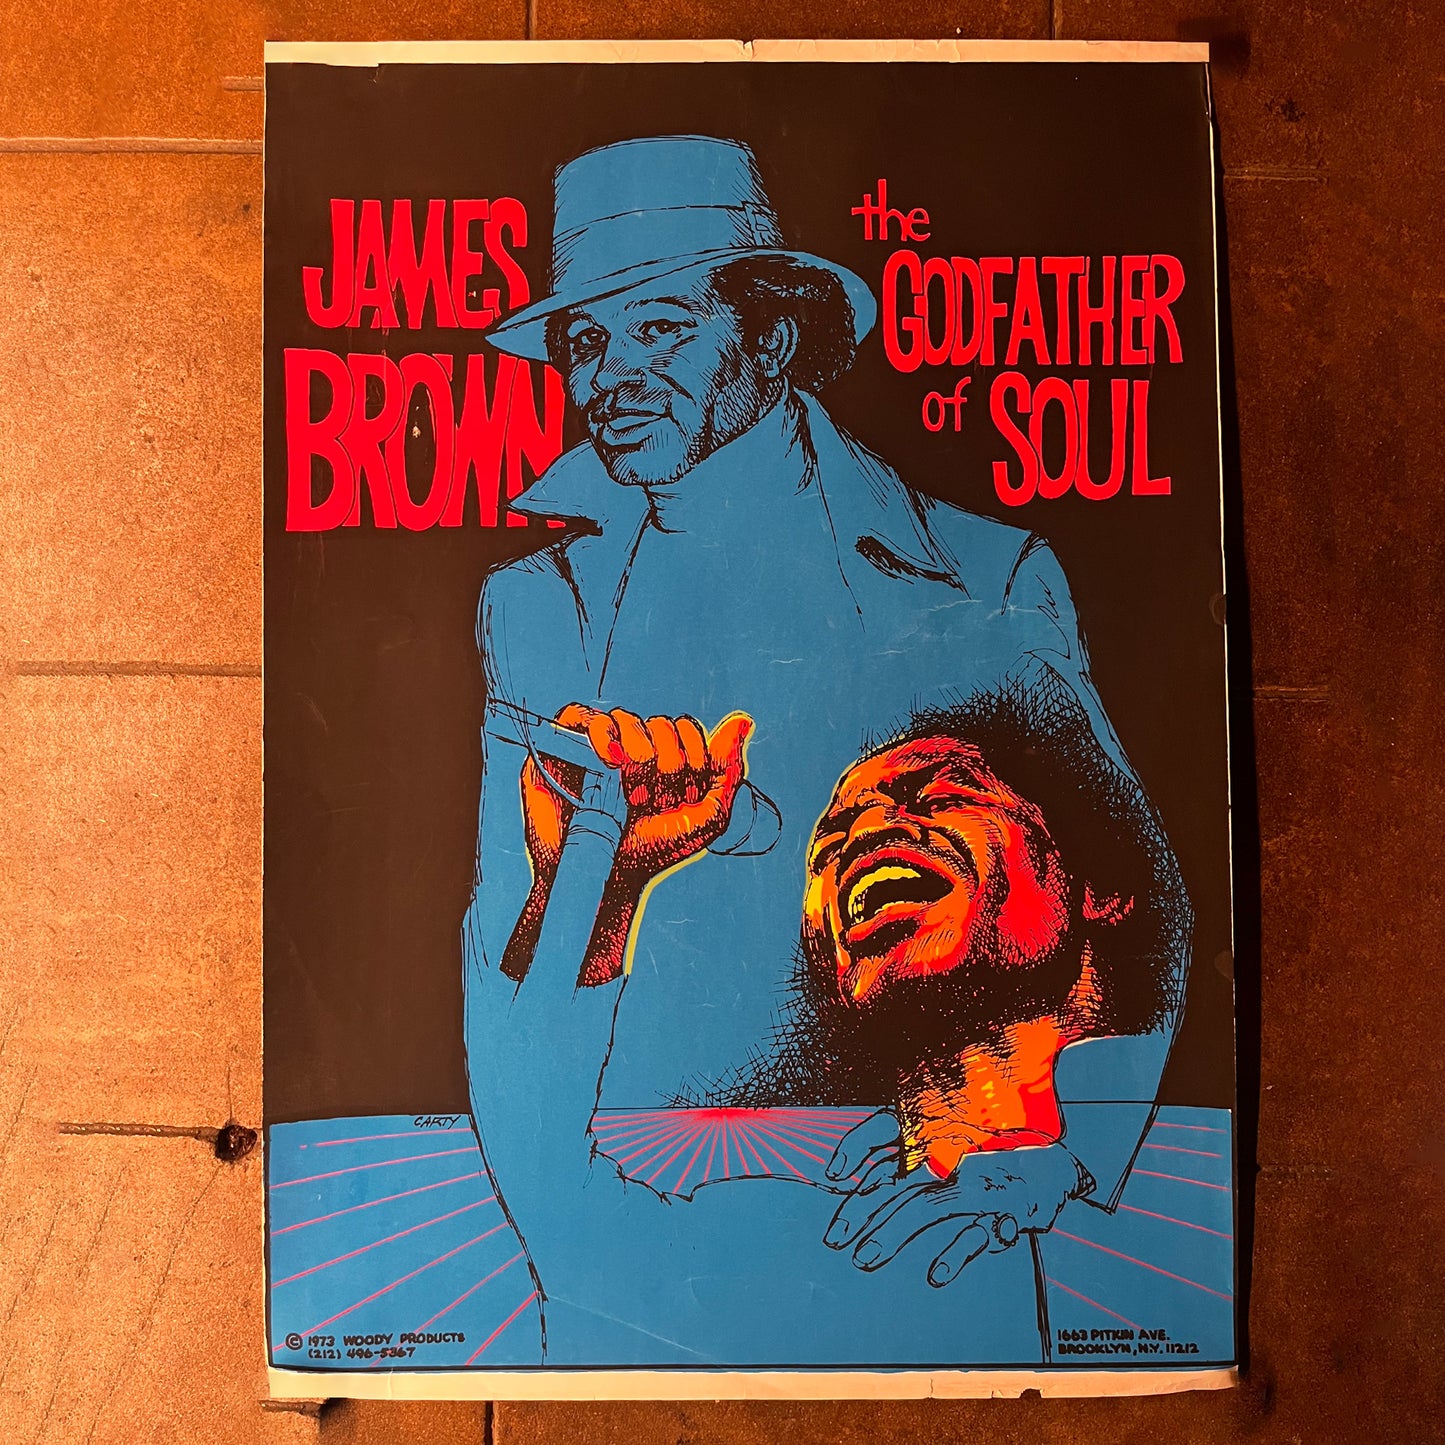 JAMES
BROWN
the
GODFATHER
of SOUL
CARTY
© 1973 WOODY PRODUCTS
(212) 496-5367
1663 PITKIN AVE.
BROOKLYN, N.Y. 11212